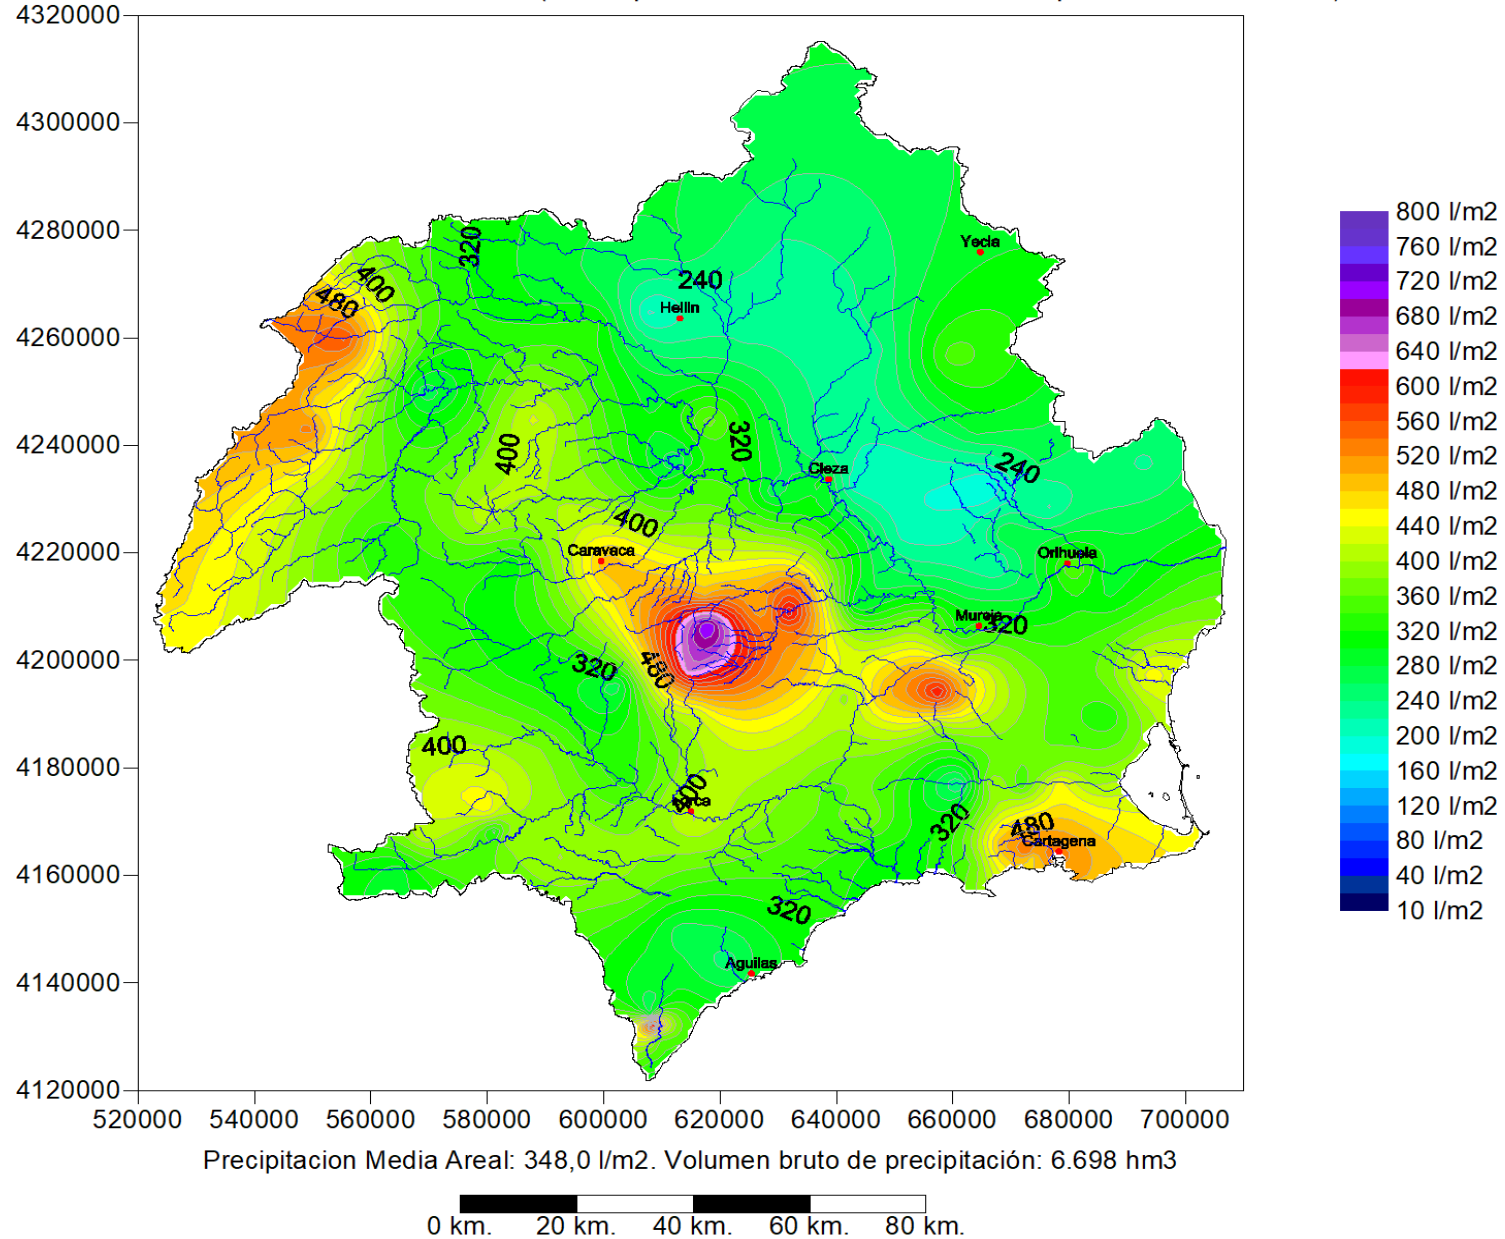 4320000
4300000
4280000
4260000
4240000
4220000
4200000
4180000
4160000
4140000
4120000
520000 540000 560000 580000 600000 620000 640000 660000 680000 700000
320
400
480
240
Yecla
Hellin
400
320
Cieza
240
400
Caravaca
Orihuela
Murcia
320
320
480
400
400
Lorca
320
480
Cartagena
320
Aguilas
800 l/m2
760 l/m2
720 l/m2
680 l/m2
640 l/m2
600 l/m2
560 l/m2
520 l/m2
480 l/m2
440 l/m2
400 l/m2
360 l/m2
320 l/m2
280 l/m2
240 l/m2
200 l/m2
160 l/m2
120 l/m2
80 l/m2
40 l/m2
10 l/m2
Precipitacion Media Areal: 348,0 l/m2. Volumen bruto de precipitación: 6.698 hm3
0 km. 20 km. 40 km. 60 km. 80 km.